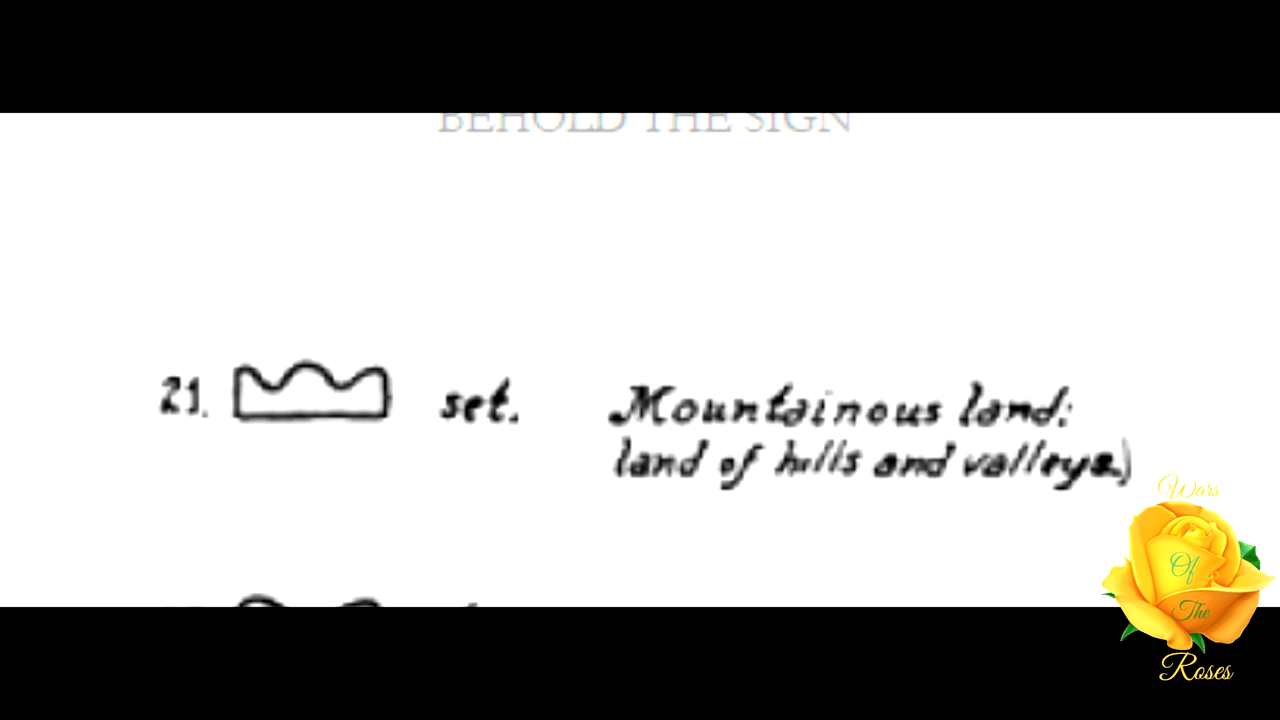 BEHOLD THE SIGN
21. set. Mountainous land;
land of hills and valleys.)
Wars
Of
The
Roses